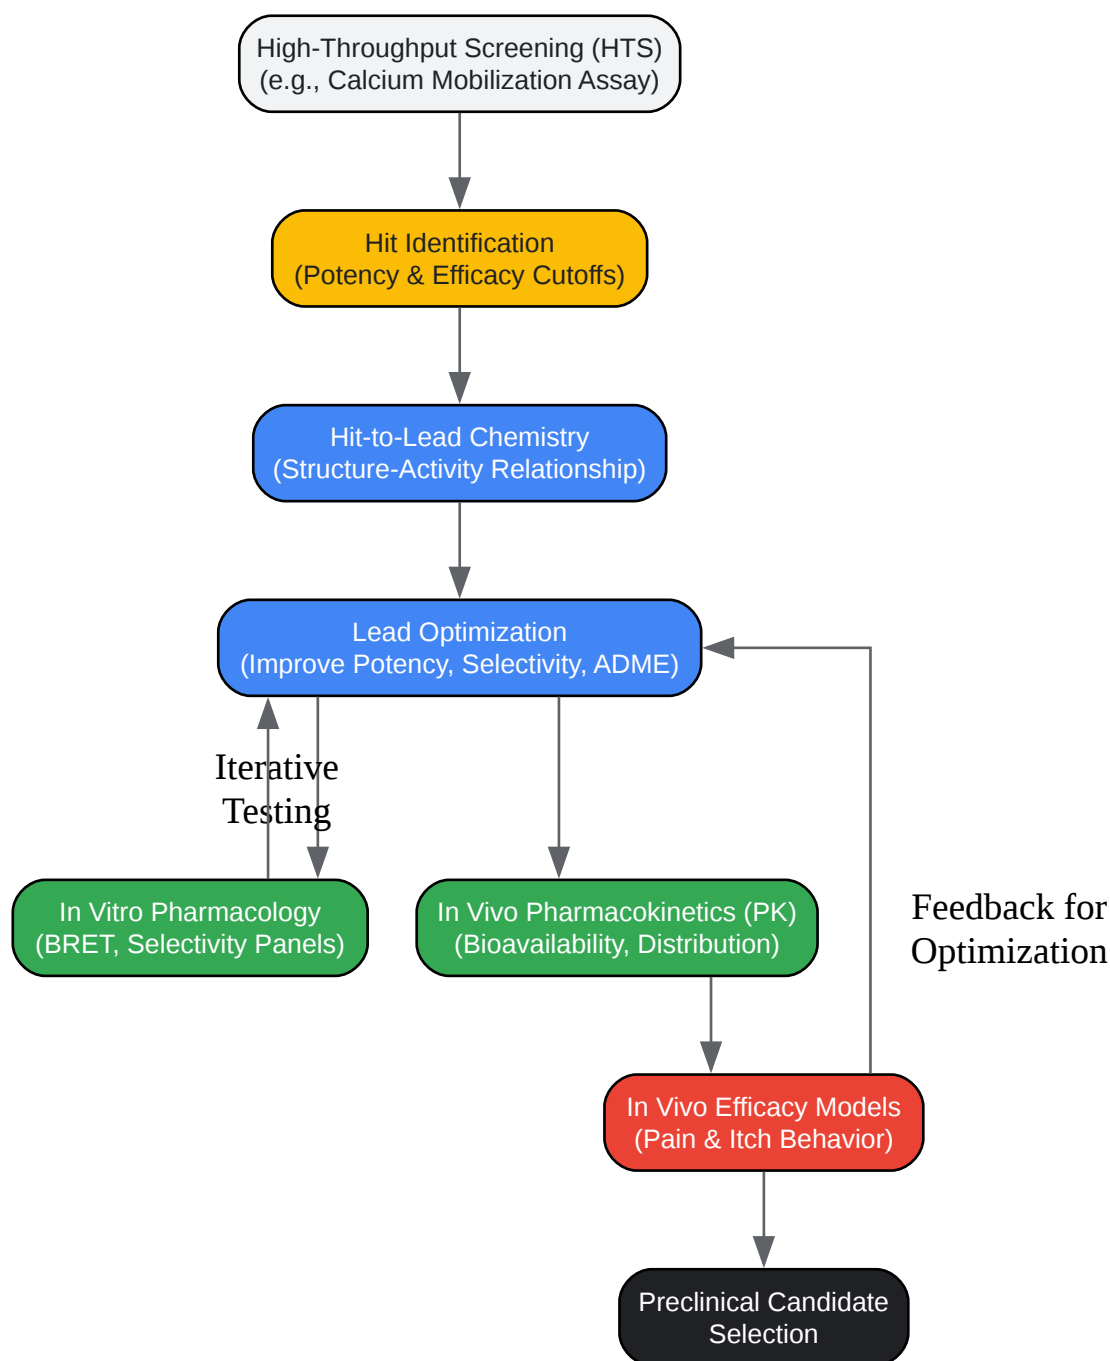 High-Throughput Screening (HTS)
(e.g., Calcium Mobilization Assay)
Hit Identification
(Potency & Efficacy Cutoffs)
Hit-to-Lead Chemistry
(Structure-Activity Relationship)
Lead Optimization
(Improve Potency, Selectivity, ADME)
Iterative
Testing
In Vitro Pharmacology
(BRET, Selectivity Panels)
In Vivo Pharmacokinetics (PK)
(Bioavailability, Distribution)
Feedback for
Optimization
In Vivo Efficacy Models
(Pain & Itch Behavior)
Preclinical Candidate
Selection